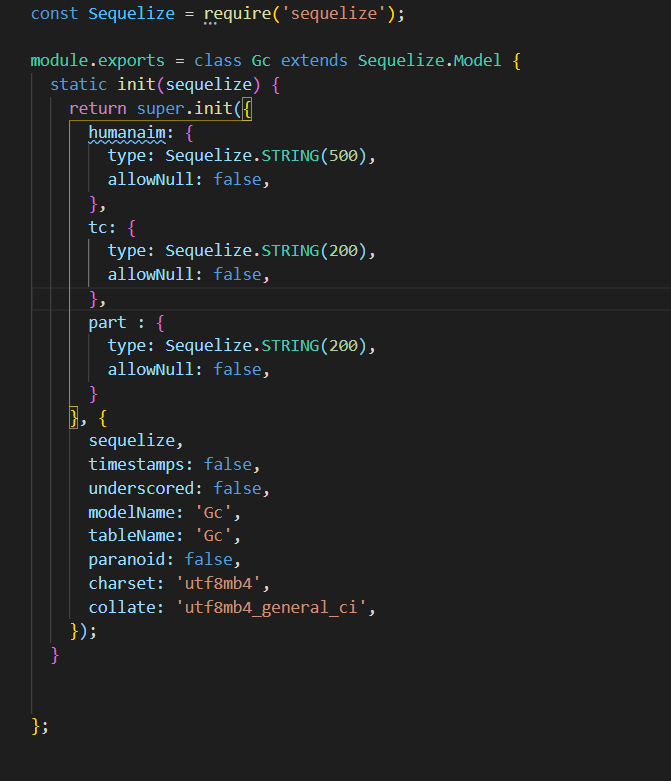 const Sequelize = require('sequelize');
module.exports = class Gc extends Sequelize.Model {
static init(sequelize) {
return super.init({
humanaim: {
type: Sequelize.STRING(500),
allowNull: false,
},
tc: {
type: Sequelize.STRING(200),
allowNull: false,
},
part : {
type: Sequelize.STRING(200),
allowNull: false,
}
}, {
sequelize,
timestamps: false,
underscored: false,
modelName: 'Gc',
tableName: 'Gc',
paranoid: false,
charset: 'utf8mb4',
collate: 'utf8mb4_general_ci',
});
}
};